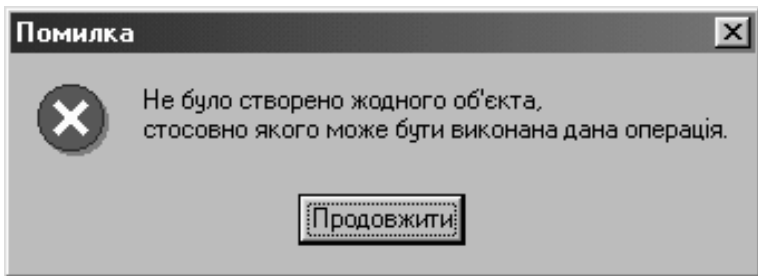 Помилка
Не було створено жодного об'єкта,
стосовно якого може бути виконана дана операція.
Продовжити